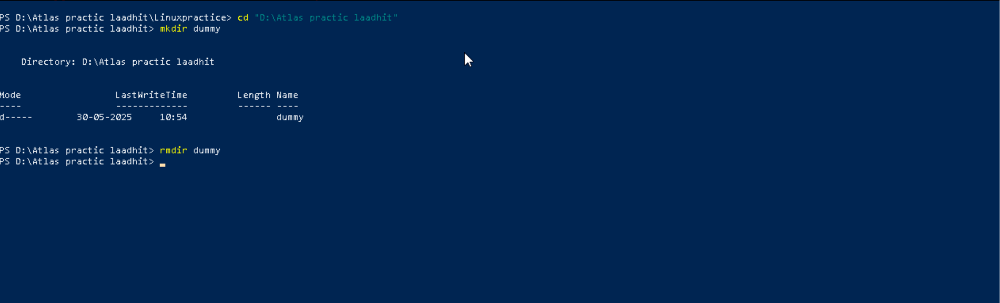 PS D:\Atlas practic laadhit\Linuxpractice> cd "D:\Atlas practic laadhit"
PS D:\Atlas practic laadhit> mkdir dummy
Directory: D:\Atlas practic laadhit
Mode                 LastWriteTime         Length Name
----                 -------------         ------ ----
d-----        30-05-2025     10:54                dummy
PS D:\Atlas practic laadhit> rmdir dummy
PS D:\Atlas practic laadhit>